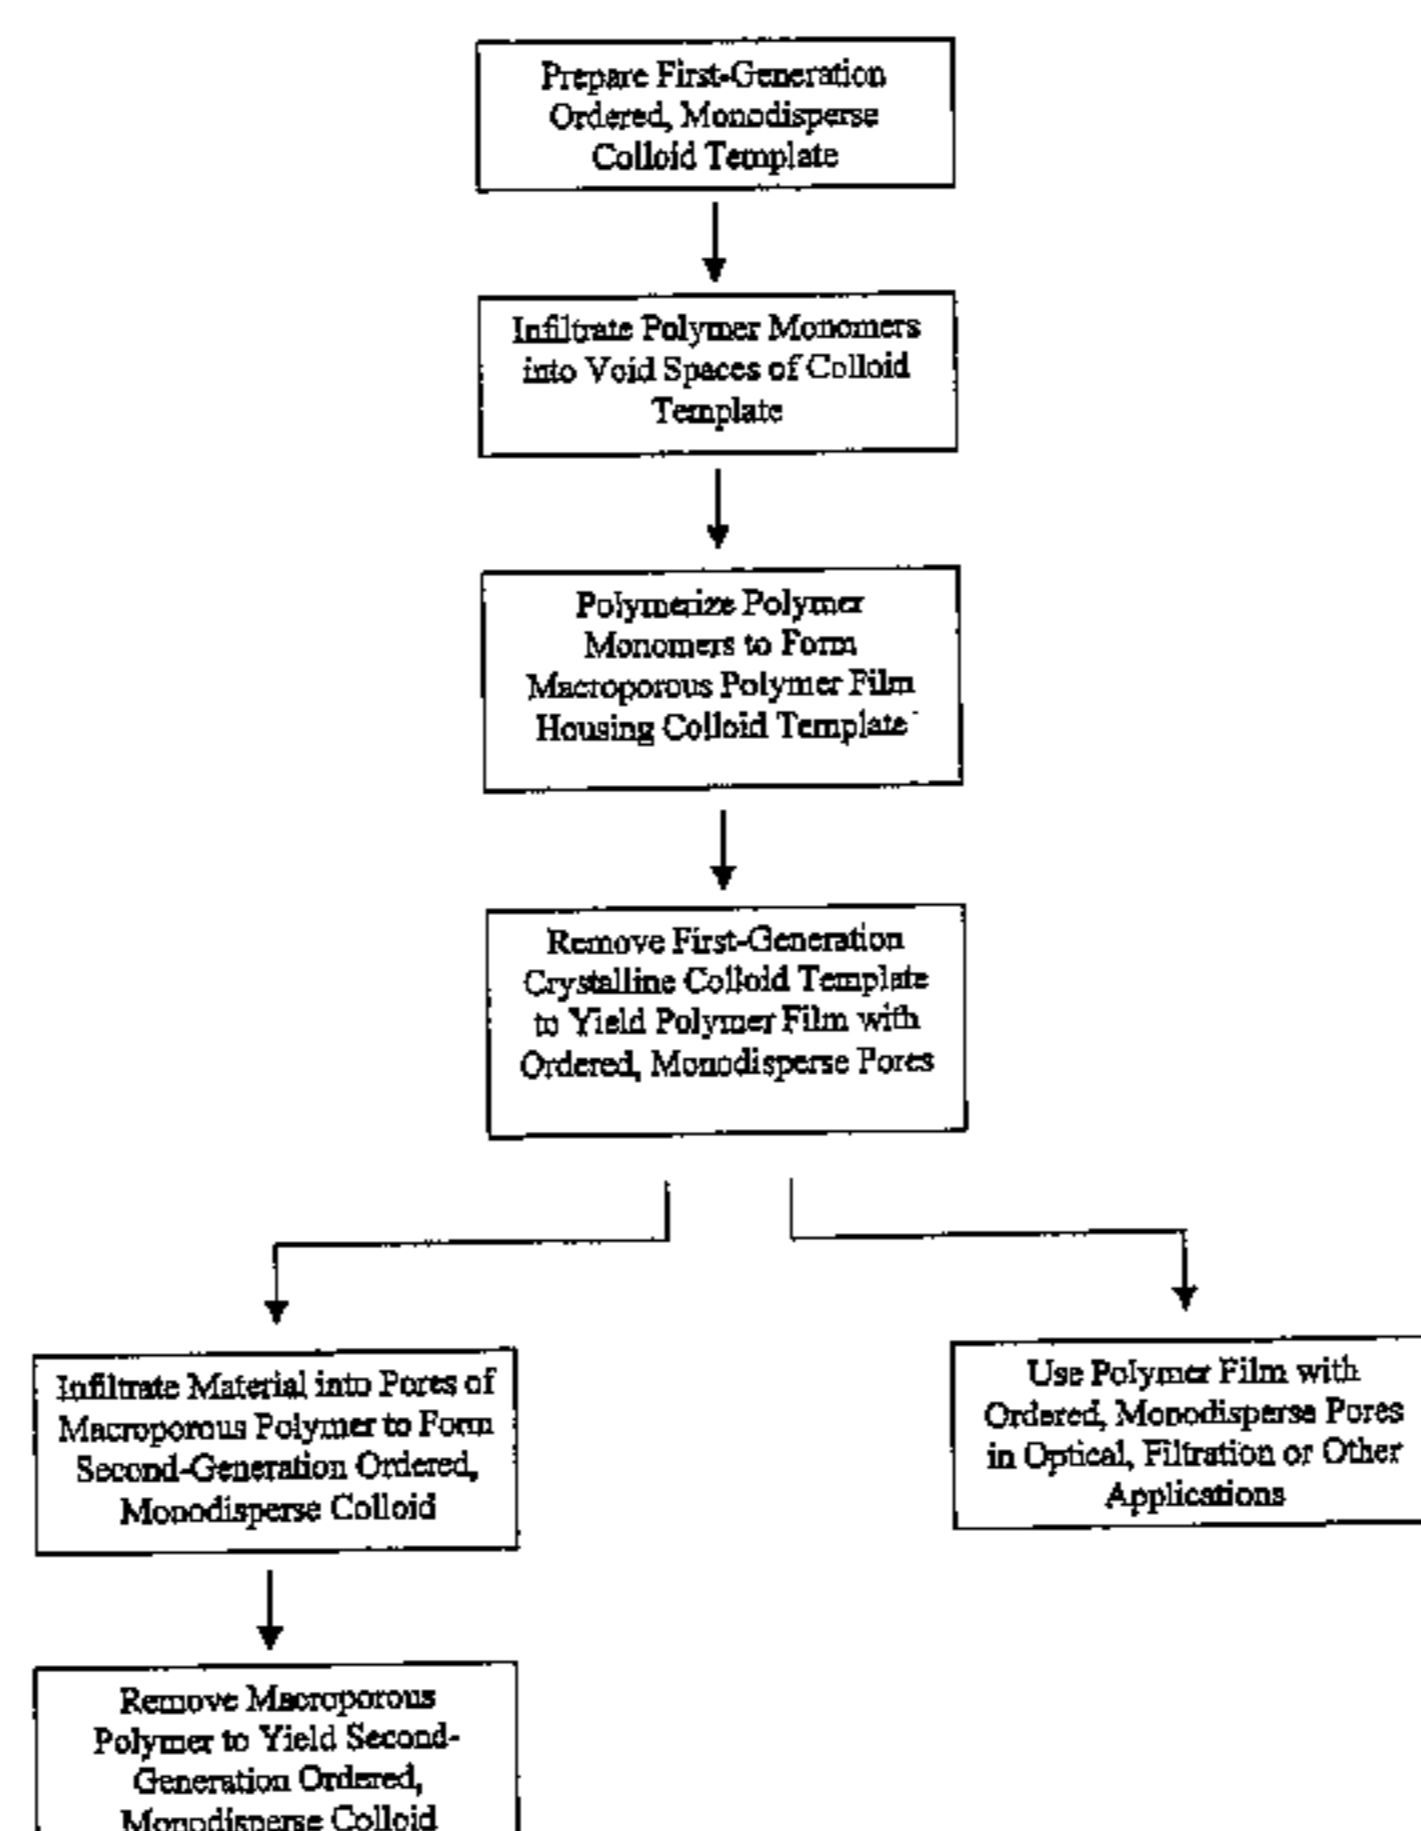 Prepare First-Generation
Ordered, Monodisperse
Colloid Template
Infiltrate Polymer Monomers
into Void Spaces of Colloid
Template
Polymerize Polymer
Monomers to Form
Macroporous Polymer Film
Housing Colloid Template
Remove First-Generation
Crystalline Colloid Template
to Yield Polymer Film with
Ordered, Monodisperse Pores
Infiltrate Material into Pores of
Macroporous Polymer to Form
Second-Generation Ordered,
Monodisperse Colloid
Use Polymer Film with
Ordered, Monodisperse Pores
in Optical, Filtration or Other
Applications
Remove Macroporous
Polymer to Yield Second-
Generation Ordered,
Monodisperse Colloid